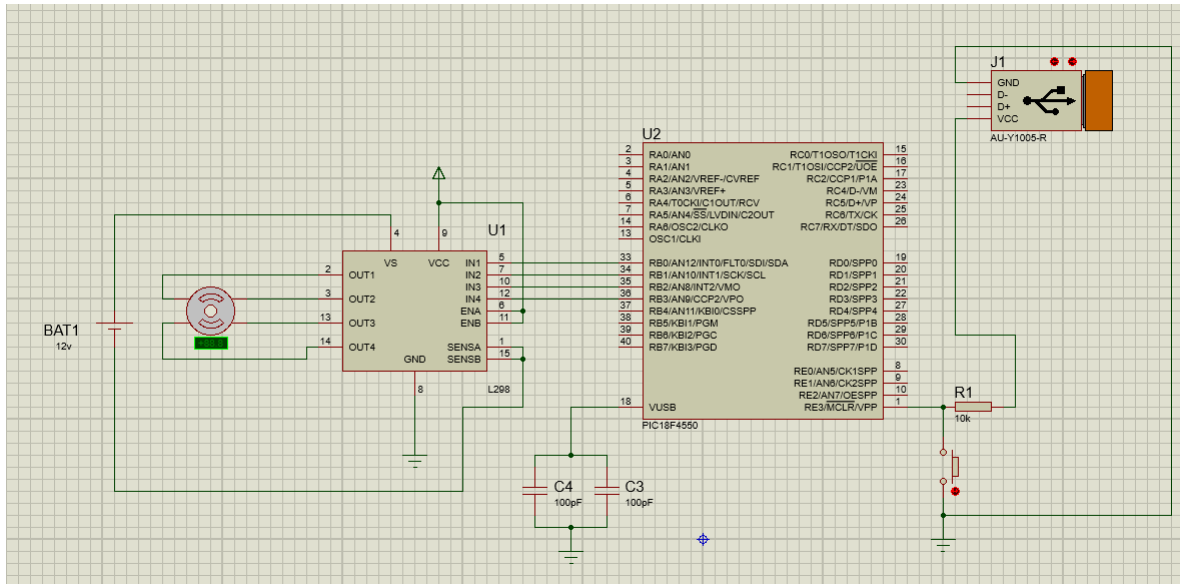 J1
GND
D-
D+
VCC
AU-Y1005-R
U2
2 RA0/AN0 RC0/T1OSO/T1CKI 15
3 RA1/AN1 RC1/T1OSI/CCP2/UOE 16
4 RA2/AN2/VREF-/CVREF RC2/CCP1/P1A 17
5 RA3/AN3/VREF+ RC4/D-/VM 23
6 RA4/T0CKI/C1OUT/RCV RC5/D+/VP 24
7 RA5/AN4/SS/LVDIN/C2OUT RC6/TX/CK 25
14 RA6/OSC2/CLKO RC7/RX/DT/SDO 26
13 OSC1/CLKI
33 RB0/AN12/INT0/FLT0/SDI/SDA RD0/SPP0 19
34 RB1/AN10/INT1/SCK/SCL RD1/SPP1 20
35 RB2/AN8/INT2/VMO RD2/SPP2 21
36 RB3/AN9/CCP2/VPO RD3/SPP3 22
37 RB4/AN11/KBI0/CSSPP RD4/SPP4 27
38 RB5/KBI1/PGM RD5/SPP5/P1B 28
39 RB6/KBI2/PGC RD6/SPP6/P1C 29
40 RB7/KBI3/PGD RD7/SPP7/P1D 30
RE0/AN5/CK1SPP 8
RE1/AN6/CK2SPP 9
RE2/AN7/OESPP 10
18 VUSB RE3/MCLR/VPP 1
PIC18F4550
U1
4 9
VS VCC
IN1 5
2 OUT1 IN2 7
IN3 10
3 OUT2 IN4 12
ENA 6
13 OUT3 ENB 11
14 OUT4 SENSA 1
GND SENSB 15
8
L298
BAT1
12v
R1
10k
C4
100pF
C3
100pF